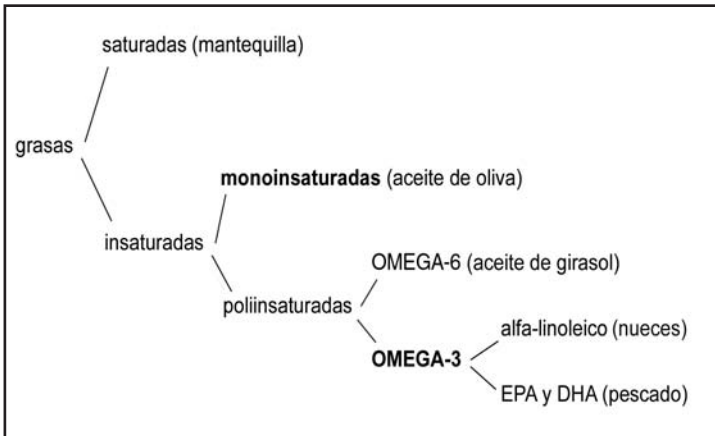 saturadas (mantequilla)
grasas
monoinsaturadas (aceite de oliva)
insaturadas
OMEGA-6 (aceite de girasol)
poliinsaturadas
alfa-linoleico (nueces)
OMEGA-3
EPA y DHA (pescado)